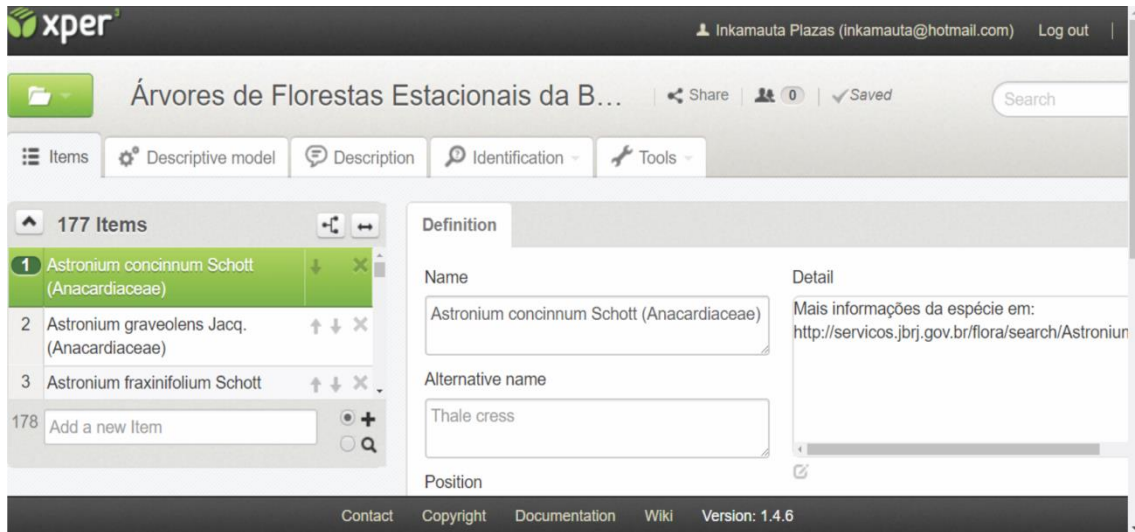 xper³
Inkamauta Plazas (inkamauta@hotmail.com) Log out |
Árvores de Florestas Estacionais da B... Share 0 Saved Search
Items Descriptive model Description Identification Tools
177 Items
1 Astronium concinnum Schott
(Anacardiaceae)
2 Astronium graveolens Jacq.
(Anacardiaceae)
3 Astronium fraxinifolium Schott
178 Add a new Item
Definition
Name
Astronium concinnum Schott (Anacardiaceae)
Alternative name
Thale cress
Position
Detail
Mais informações da espécie em:
http://servicos.jbrj.gov.br/flora/search/Astroniun
Contact Copyright Documentation Wiki Version: 1.4.6